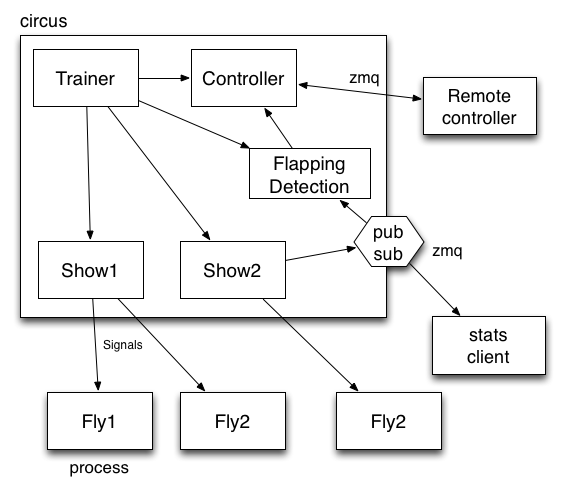 circus
Trainer
Controller
zmq
Remote
controller
Flapping
Detection
pub
sub
zmq
Show1
Show2
stats
client
Signals
Fly1
Fly2
Fly2
process